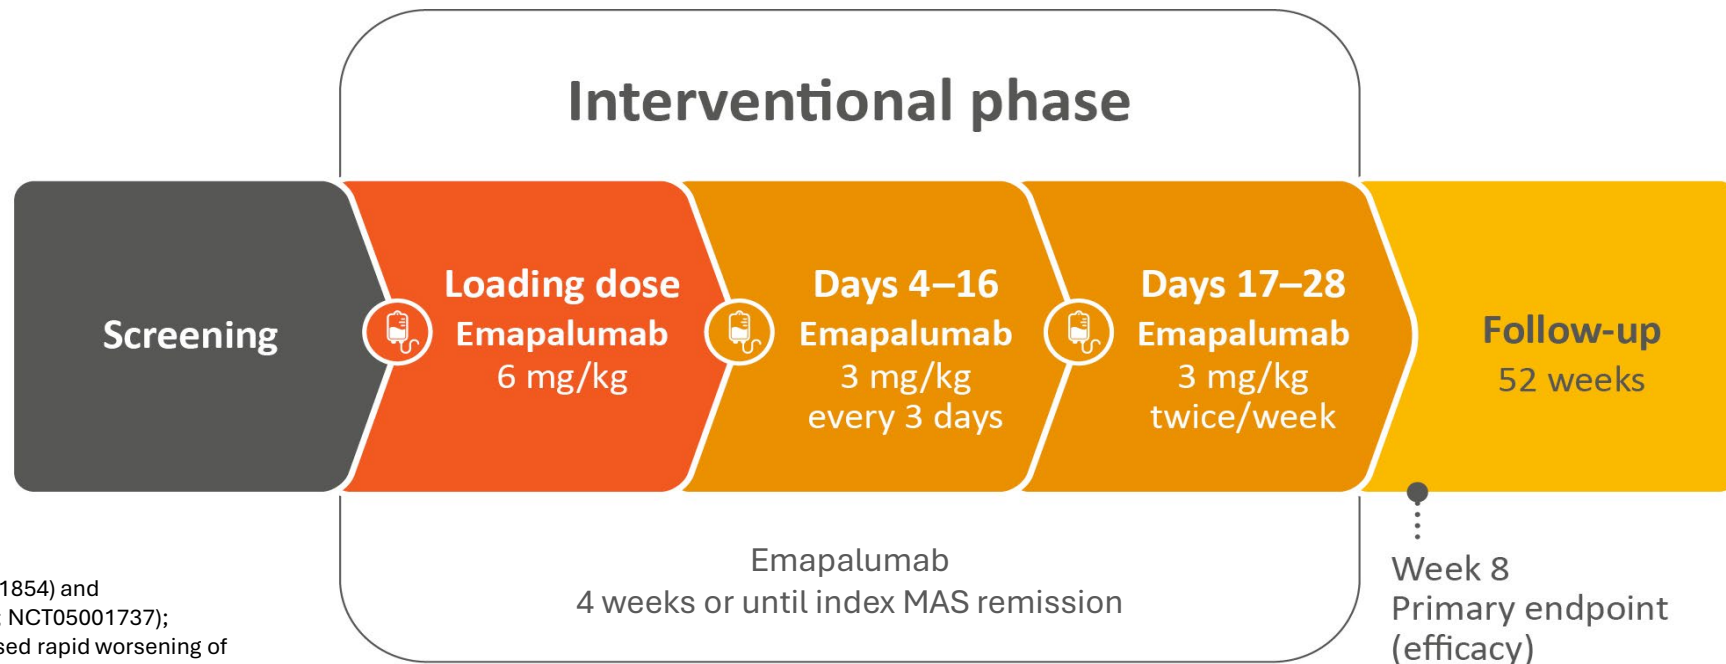 Interventional phase
Screening
Loading dose
Emapalumab
6 mg/kg
Days 4–16
Emapalumab
3 mg/kg
every 3 days
Days 17–28
Emapalumab
3 mg/kg
twice/week
Follow-up
52 weeks
Emapalumab
4 weeks or until index MAS remission
Week 8
Primary endpoint
(efficacy)
1854) and
NCT05001737);
rapid worsening of